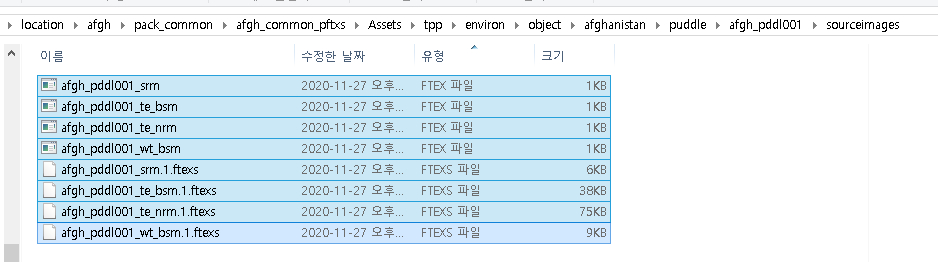 location > afgh > pack_common > afgh_common_pftxs > Assets > tpp > environ > object > afghanistan > puddle > afgh_pddl001 > sourceimages
이름 수정한 날짜 유형 크기
afgh_pddl001_srm 2020-11-27 오후... FTEX 파일 1KB
afgh_pddl001_te_bsm 2020-11-27 오후... FTEX 파일 1KB
afgh_pddl001_te_nrm 2020-11-27 오후... FTEX 파일 1KB
afgh_pddl001_wt_bsm 2020-11-27 오후... FTEX 파일 1KB
afgh_pddl001_srm.1.ftexs 2020-11-27 오후... FTEXS 파일 6KB
afgh_pddl001_te_bsm.1.ftexs 2020-11-27 오후... FTEXS 파일 38KB
afgh_pddl001_te_nrm.1.ftexs 2020-11-27 오후... FTEXS 파일 75KB
afgh_pddl001_wt_bsm.1.ftexs 2020-11-27 오후... FTEXS 파일 9KB